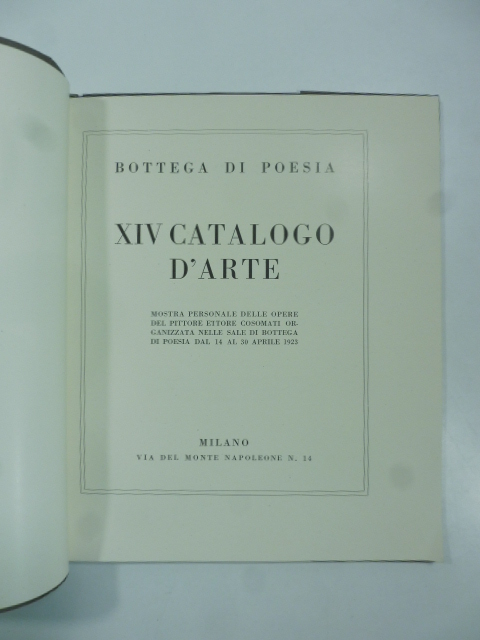 BOTTEGA DI POESIA
XIV CATALOGO
D'ARTE
MOSTRA PERSONALE DELLE OPERE
DEL PITTORE ETTORE COSOMATI OR-
GANIZZATA NELLE SALE DI BOTTEGA
DI POESIA DAL 14 AL 30 APRILE 1923
MILANO
VIA DEL MONTE NAPOLEONE N. 14